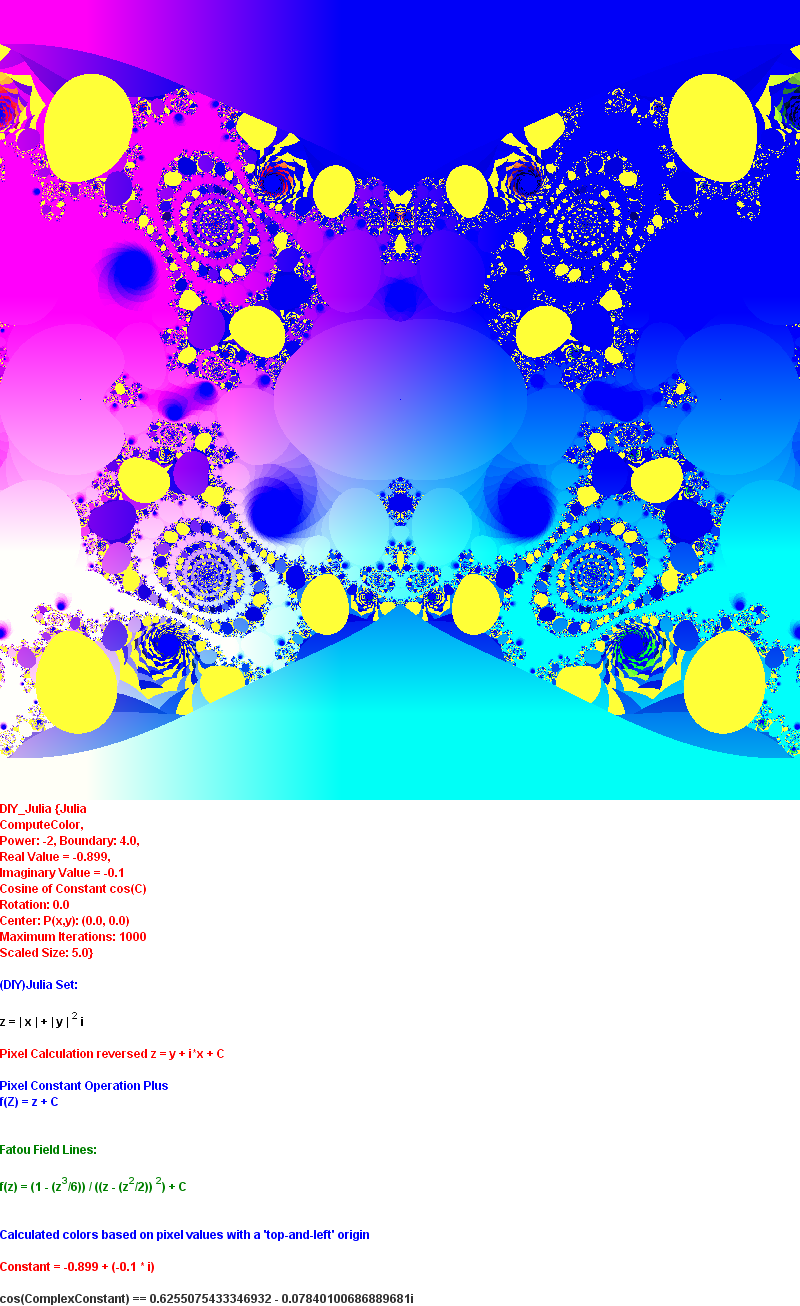 DIY_Julia {Julia
ComputeColor,
Power: -2, Boundary: 4.0,
Real Value = -0.899,
Imaginary Value = -0.1
Cosine of Constant cos(C)
Rotation: 0.0
Center: P(x,y): (0.0, 0.0)
Maximum Iterations: 1000
Scaled Size: 5.0}
(DIY)Julia Set:
z = | x | + | y | ² i
Pixel Calculation reversed z = y + i*x + C
Pixel Constant Operation Plus
f(Z) = z + C
Fatou Field Lines:
f(z) = (1 - (z³/6)) / ((z - (z²/2)) ²) + C
Calculated colors based on pixel values with a 'top-and-left' origin
Constant = -0.899 + (-0.1 * i)
cos(ComplexConstant) == 0.6255075433346932 - 0.07840100686889681i